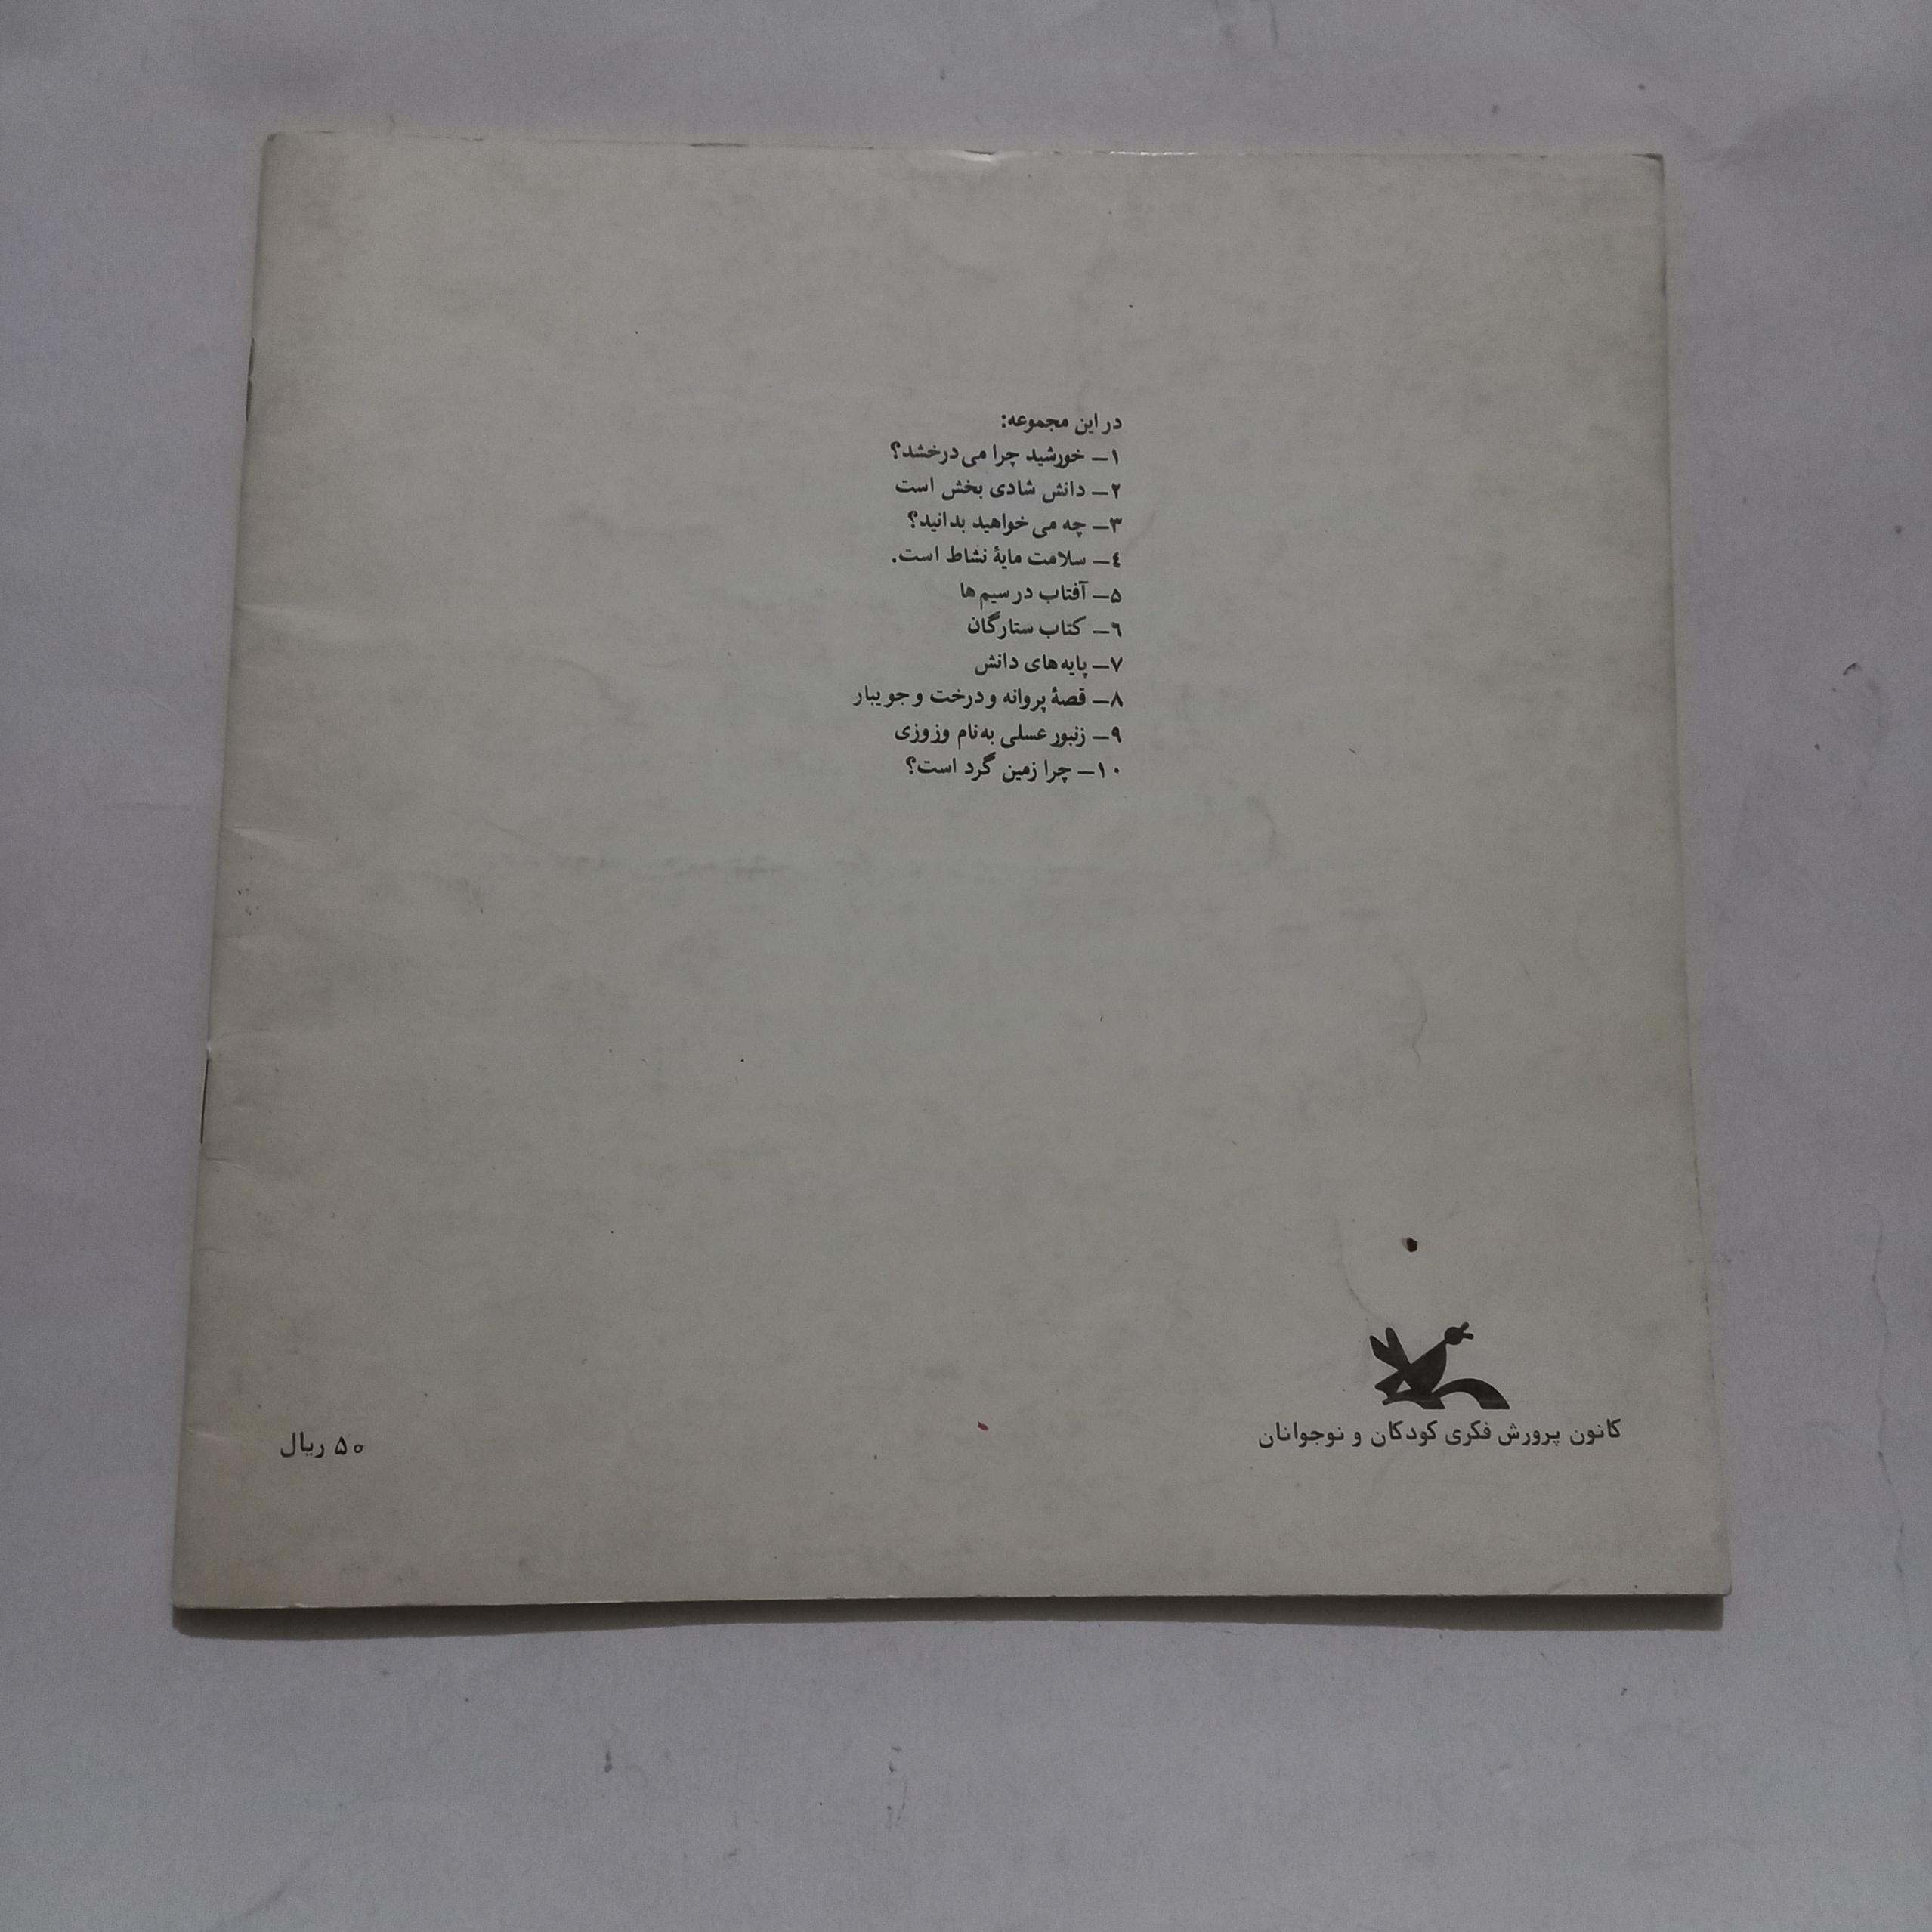 در این مجموعه:
۱– خورشید چرا می‌درخشد؟
۲– دانش شادی بخش است
۳– چه می‌خواهید بدانید؟
٤– سلامت مایهٔ نشاط است.
۵– آفتاب در سیم‌ها
٦– کتاب ستارگان
۷– پایه‌های دانش
۸– قصهٔ پروانه و درخت و جویبار
۹– زنبور عسلی به‌نام وزوزی
۱۰– چرا زمین گرد است؟
کانون پرورش فکری کودکان و نوجوانان
۵۰ ریال